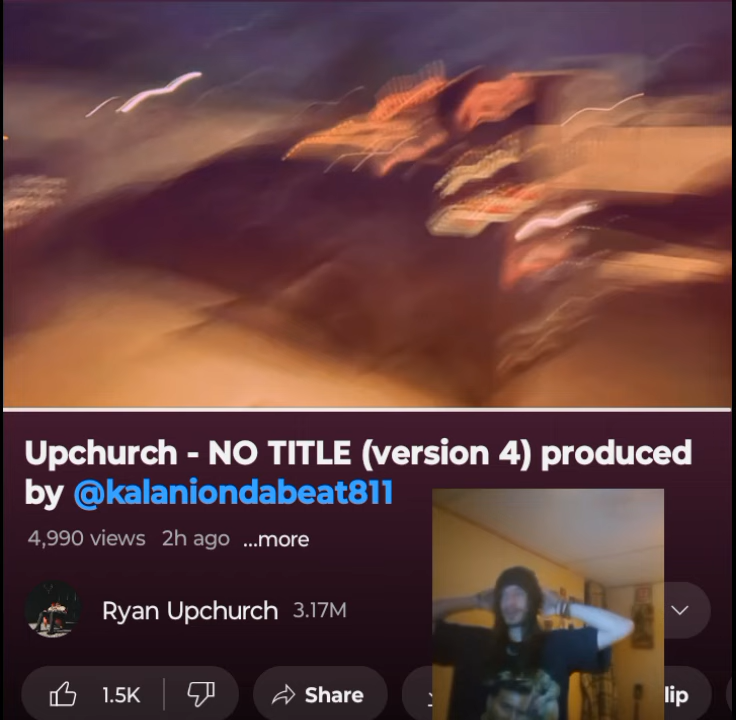 Upchurch - NO TITLE (version 4) produced
by @kalaniondabeat811
4,990 views 2h ago ...more
Ryan Upchurch 3.17M
1.5K Share lip